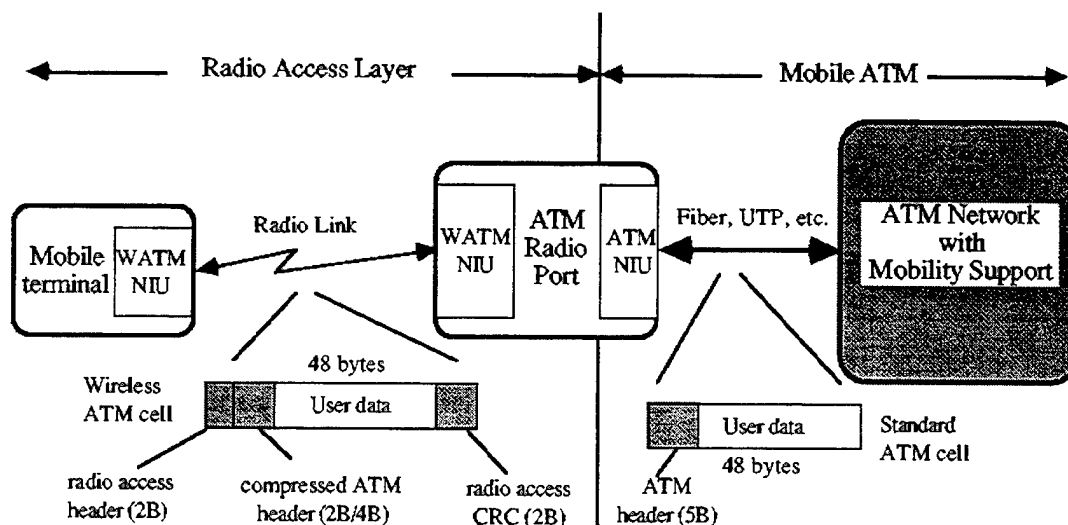 Radio Access Layer
Mobile ATM
Mobile
terminal
WATM
NIU
Radio Link
WATM
NIU
ATM
Radio
Port
ATM
NIU
Fiber, UTP, etc.
ATM Network
with
Mobility Support
Wireless
ATM cell
48 bytes
User data
radio access
header (2B)
compressed ATM
header (2B/4B)
radio access
CRC (2B)
User data
48 bytes
Standard
ATM cell
ATM
header (5B)